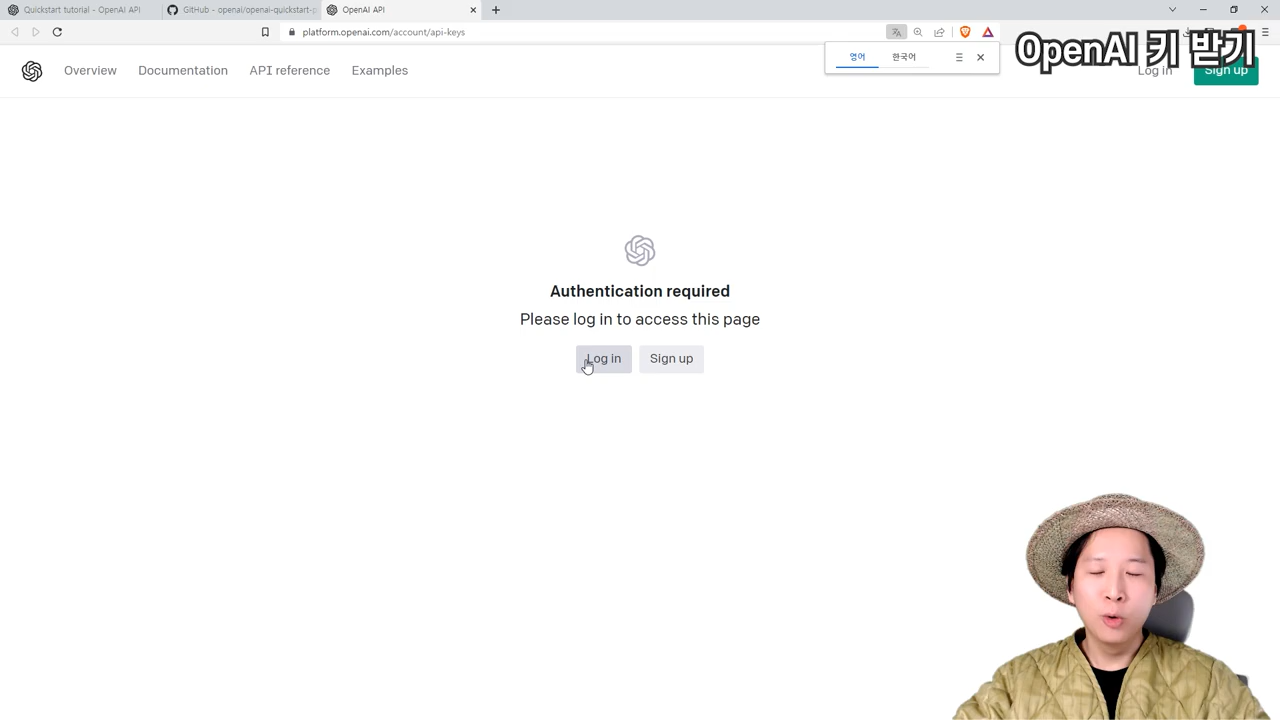 Quickstart tutorial - OpenAI API
GitHub - openai/openai-quickstart-p
OpenAI API
platform.openai.com/account/api-keys
영어
한국어
OpenAI 키 받기
Overview
Documentation
API reference
Examples
Log in
Sign up
Authentication required
Please log in to access this page
Log in
Sign up